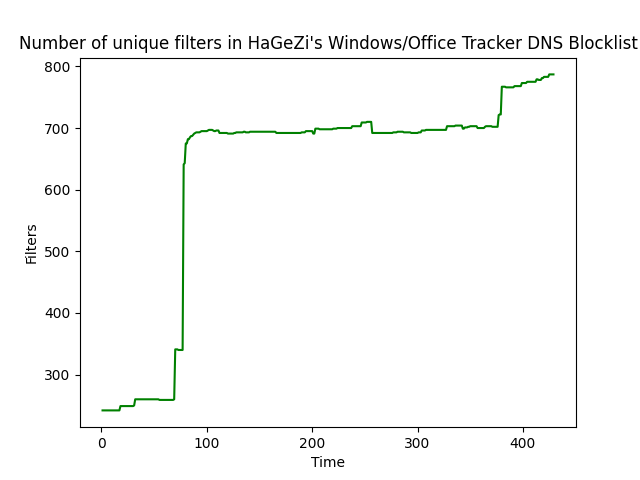 Number of unique filters in HaGeZi's Windows/Office Tracker DNS Blocklist
800
700
600
500
400
300
Filters
0 100 200 300 400
Time